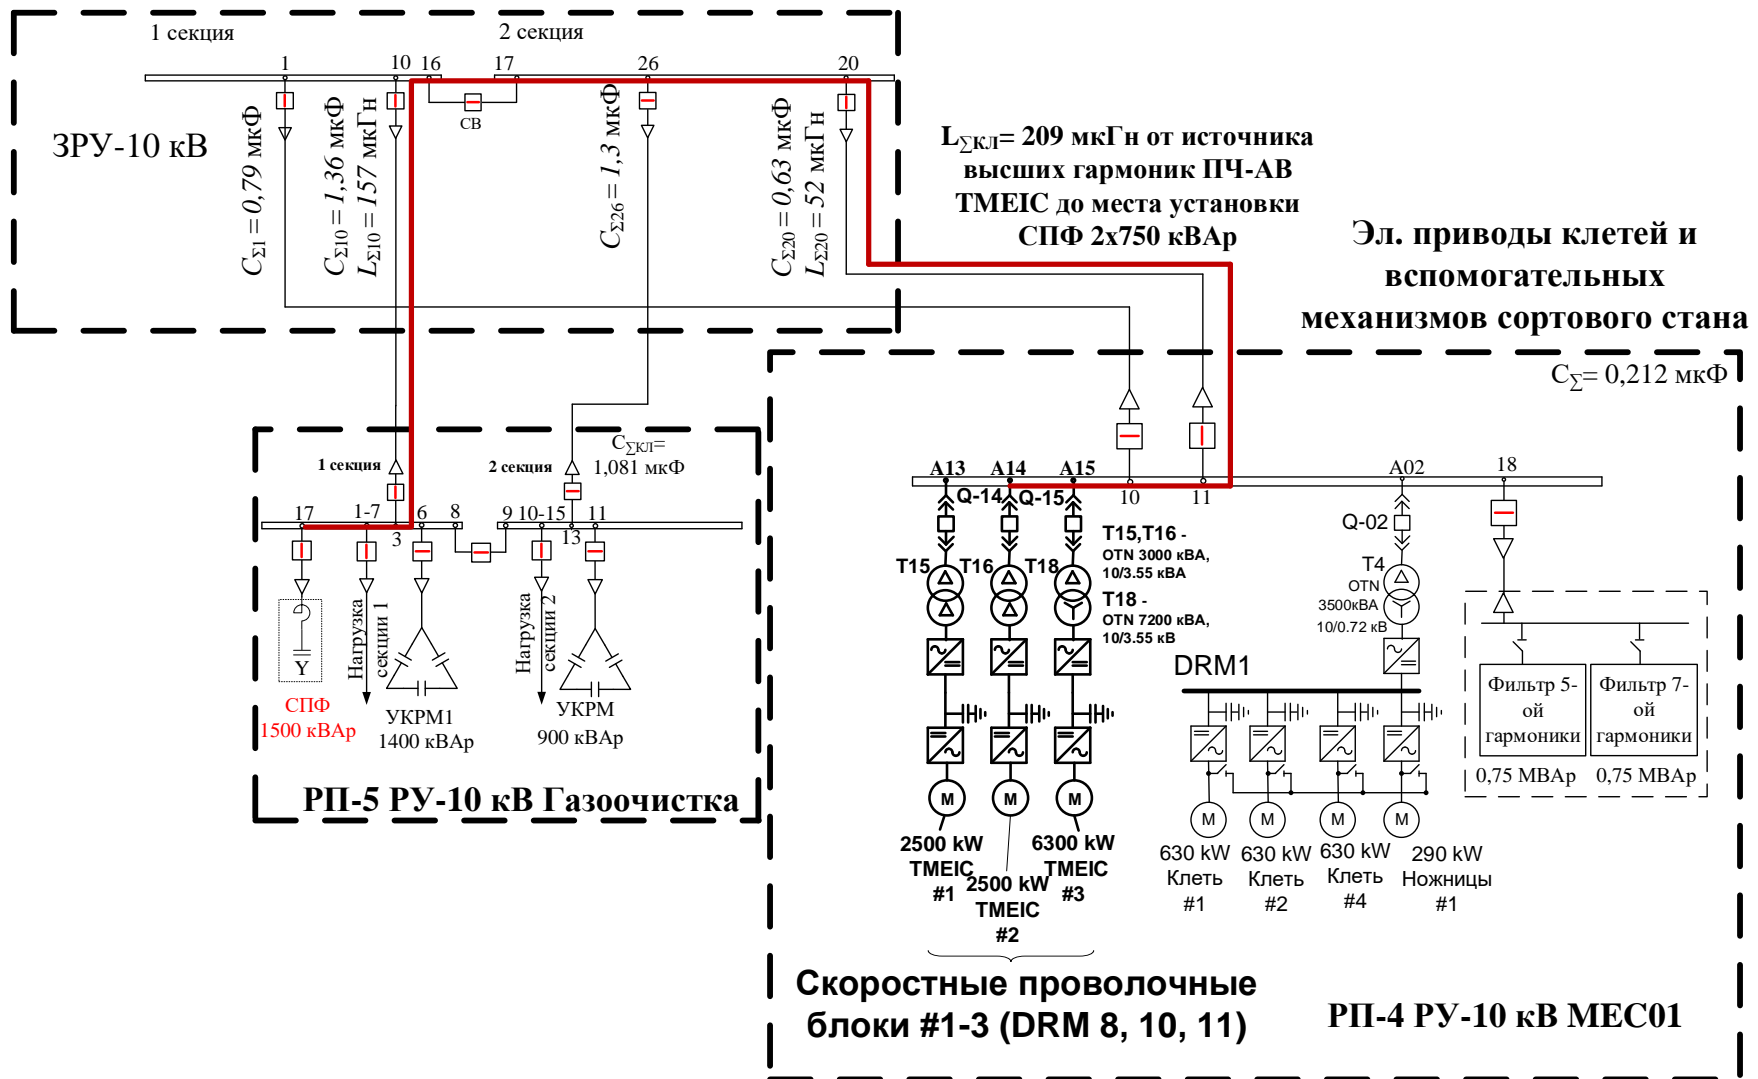 1 секция
2 секция
1
10
16
17
26
20
СВ
ЗРУ-10 кВ
C∑1 = 0,79 мкФ
C∑10 = 1,36 мкФ
L∑10 = 157 мкГн
C∑26 = 1,3 мкФ
C∑20 = 0,63 мкФ
L∑20 = 52 мкГн
L∑КЛ= 209 мкГн от источника
высших гармоник ПЧ-АВ
TMEIC до места установки
СПФ 2х750 кВАр
Эл. приводы клетей и
вспомогательных
механизмов сортового стана
C∑= 0,212 мкФ
C∑КЛ=
1,081 мкФ
1 секция
2 секция
17
1-7
3
6
8
9
10-15
13
11
Нагрузка
секции 1
Нагрузка
секции 2
Y
СПФ
1500 кВАр
УКРМ1
1400 кВАр
УКРМ
900 кВАр
РП-5 РУ-10 кВ Газоочистка
A13
A14
A15
10
11
A02
18
Q-14
Q-15
Q-02
T15
T16
T18
T15,T16 -
OTN 3000 кВА,
10/3.55 кВА
T18 -
OTN 7200 кВА,
10/3.55 кВ
T4
OTN
3500кВА
10/0.72 кВ
DRM1
Фильтр 5-
ой
гармоники
Фильтр 7-
ой
гармоники
0,75 МВАр
0,75 МВАр
M
M
M
M
M
M
M
2500 kW
TMEIC
#1
2500 kW
TMEIC
#2
6300 kW
TMEIC
#3
630 kW
Клеть
#1
630 kW
Клеть
#2
630 kW
Клеть
#4
290 kW
Ножницы
#1
Скоростные проволочные
блоки #1-3 (DRM 8, 10, 11)
РП-4 РУ-10 кВ МЕС01